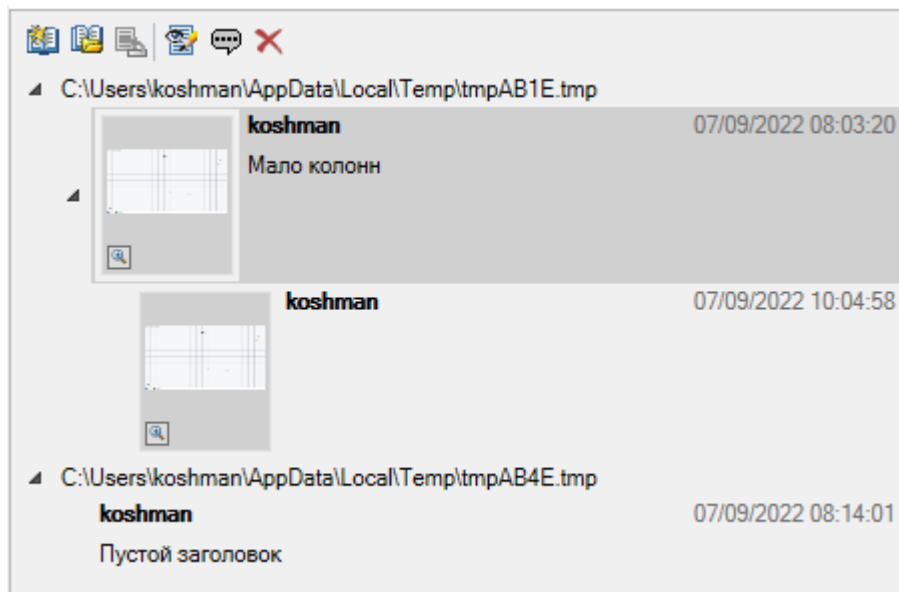 C:\Users\koshman\AppData\Local\Temp\tmpAB1E.tmp
koshman 07/09/2022 08:03:20
Мало колонн
koshman 07/09/2022 10:04:58
C:\Users\koshman\AppData\Local\Temp\tmpAB4E.tmp
koshman 07/09/2022 08:14:01
Пустой заголовок